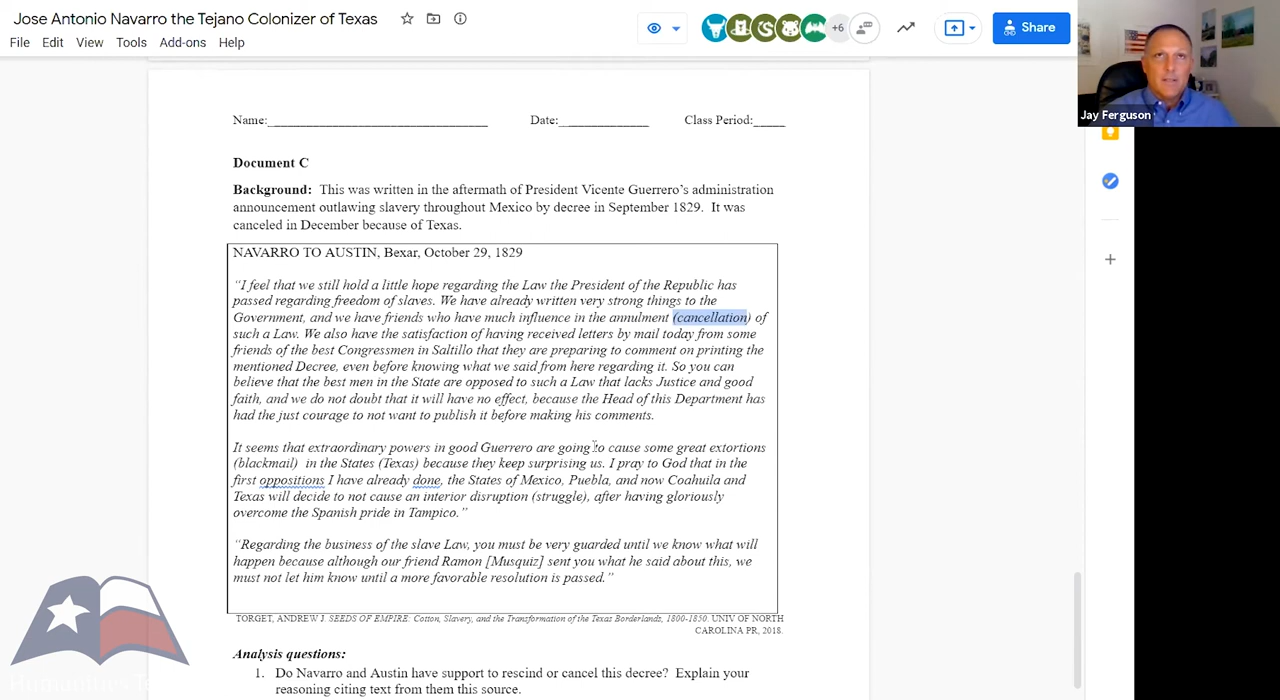 Jose Antonio Navarro the Tejano Colonizer of Texas
File Edit View Tools Add-ons Help
+6
Share
Jay Ferguson
Name:_______________________________ Date:_____________ Class Period:_____
Document C
Background: This was written in the aftermath of President Vicente Guerrero's administration
announcement outlawing slavery throughout Mexico by decree in September 1829. It was
canceled in December because of Texas.
NAVARRO TO AUSTIN, Bexar, October 29, 1829
"I feel that we still hold a little hope regarding the Law the President of the Republic has
passed regarding freedom of slaves. We have already written very strong things to the
Government, and we have friends who have much influence in the annulment (cancellation) of
such a Law. We also have the satisfaction of having received letters by mail today from some
friends of the best Congressmen in Saltillo that they are preparing to comment on printing the
mentioned Decree, even before knowing what we said from here regarding it. So you can
believe that the best men in the State are opposed to such a Law that lacks Justice and good
faith, and we do not doubt that it will have no effect, because the Head of this Department has
had the just courage to not want to publish it before making his comments.
It seems that extraordinary powers in good Guerrero are going to cause some great extortions
(blackmail) in the States (Texas) because they keep surprising us. I pray to God that in the
first oppositions I have already done, the States of Mexico, Puebla, and now Coahuila and
Texas will decide to not cause an interior disruption (struggle), after having gloriously
overcome the Spanish pride in Tampico."
"Regarding the business of the slave Law, you must be very guarded until we know what will
happen because although our friend Ramon [Musquiz] sent you what he said about this, we
must not let him know until a more favorable resolution is passed."
TORGET, ANDREW J. SEEDS OF EMPIRE: Cotton, Slavery, and the Transformation of the Texas Borderlands, 1800-1850. UNIV OF NORTH
CAROLINA PR, 2018.
Analysis questions:
1. Do Navarro and Austin have support to rescind or cancel this decree? Explain your
reasoning citing text from them this source.
Humanities